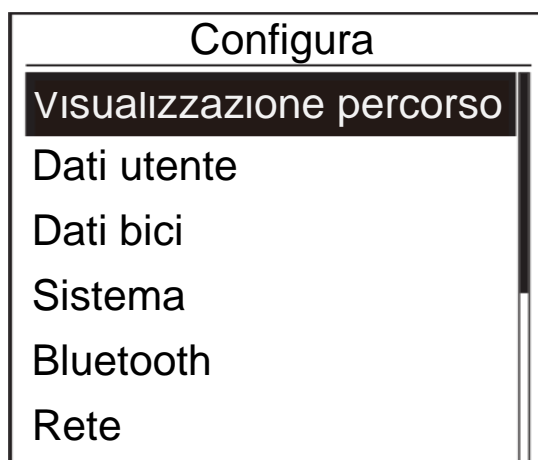 Configura
Visualizzazione percorso
Dati utente
Dati bici
Sistema
Bluetooth
Rete